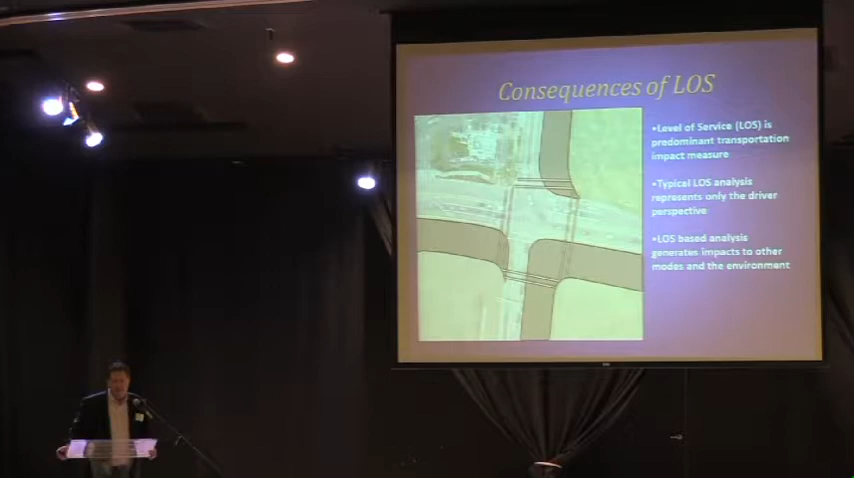 Consequences of LOS
•Level of Service (LOS) is
predominant transportation
impact measure
•Typical LOS analysis
represents only the driver
perspective
•LOS based analysis
generates impacts to other
modes and the environment